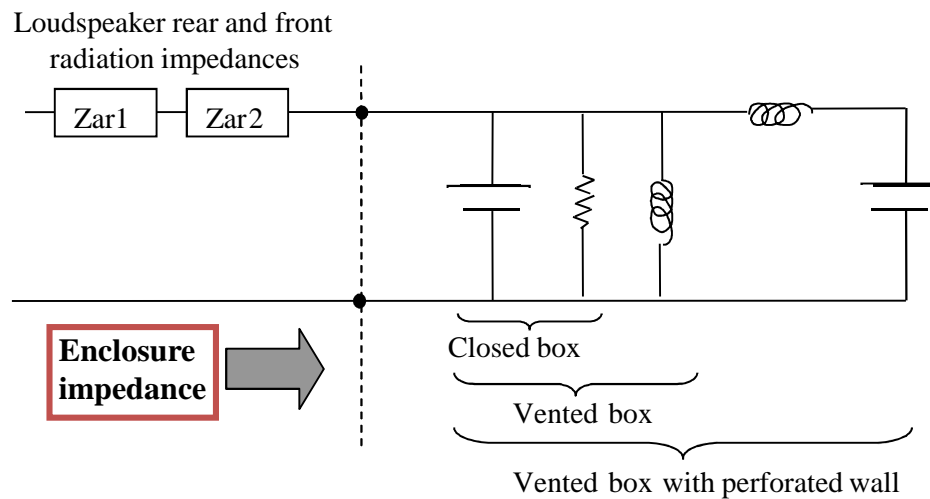 Loudspeaker rear and front
radiation impedances
Zar1
Zar2
Enclosure
impedance
Closed box
Vented box
Vented box with perforated wall